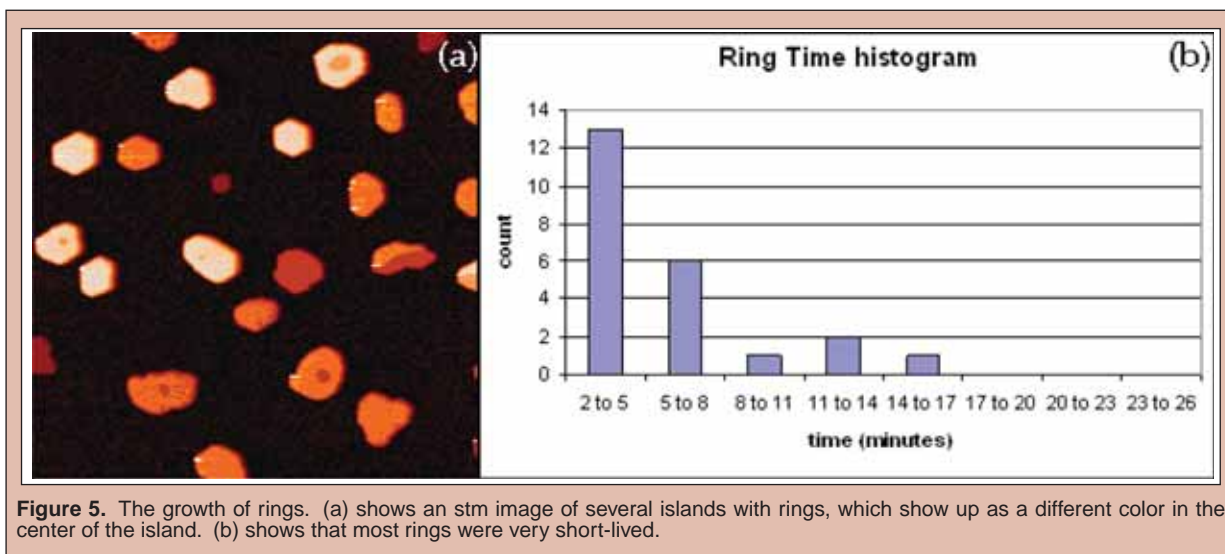 (a)
Ring Time histogram
(b)
14
12
10
8
6
4
2
0
count
2 to 5 5 to 8 8 to 11 11 to 14 14 to 17 17 to 20 20 to 23 23 to 26
time (minutes)
Figure 5. The growth of rings. (a) shows an stm image of several islands with rings, which show up as a different color in the
center of the island. (b) shows that most rings were very short-lived.